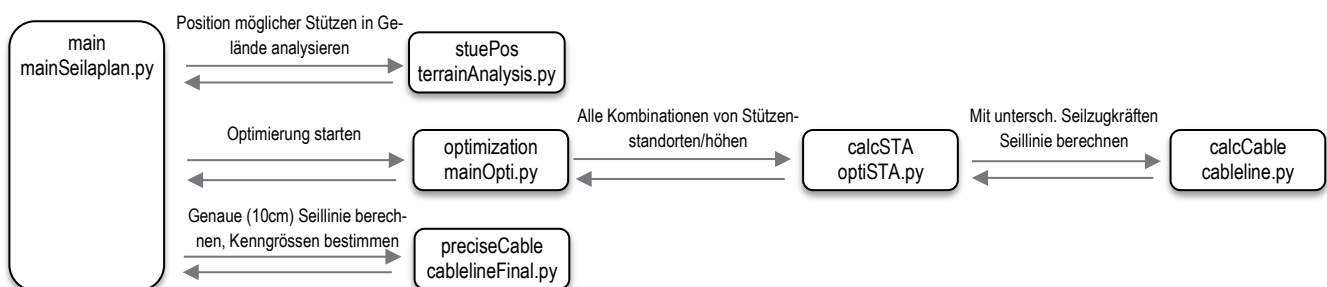 main
mainSeilaplan.py
Position möglicher Stützen in Ge-
lände analysieren
stuePos
terrainAnalysis.py
Optimierung starten
optimization
mainOpti.py
Alle Kombinationen von Stützen-
standorten/höhen
calcSTA
optiSTA.py
Mit untersch. Seilzugkräften
Seillinie berechnen
calcCable
cableline.py
Genaue (10cm) Seillinie berech-
nen, Kenngrössen bestimmen
preciseCable
cablelineFinal.py